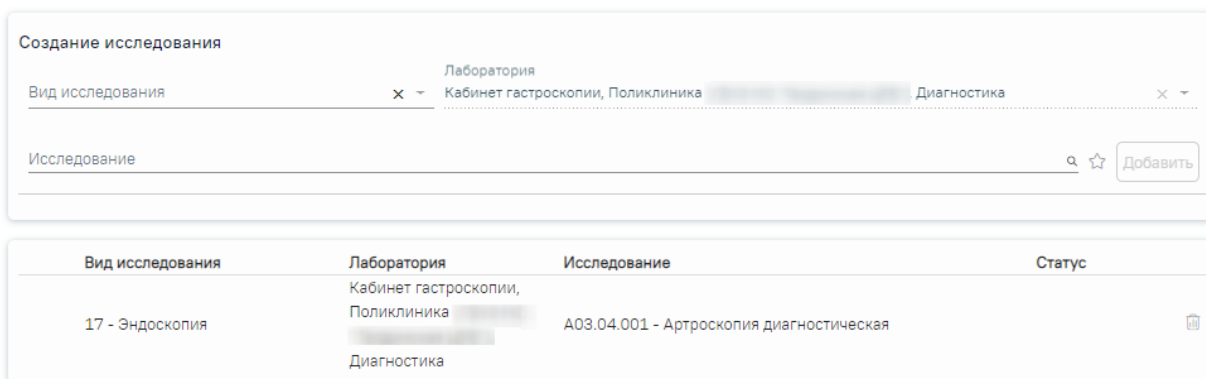 Создание исследования
Лаборатория
Вид исследования Кабинет гастроскопии, Поликлиника Диагностика
Исследование Добавить
Вид исследования Лаборатория Исследование Статус
Кабинет гастроскопии,
Поликлиника
17 - Эндоскопия A03.04.001 - Артроскопия диагностическая
Диагностика